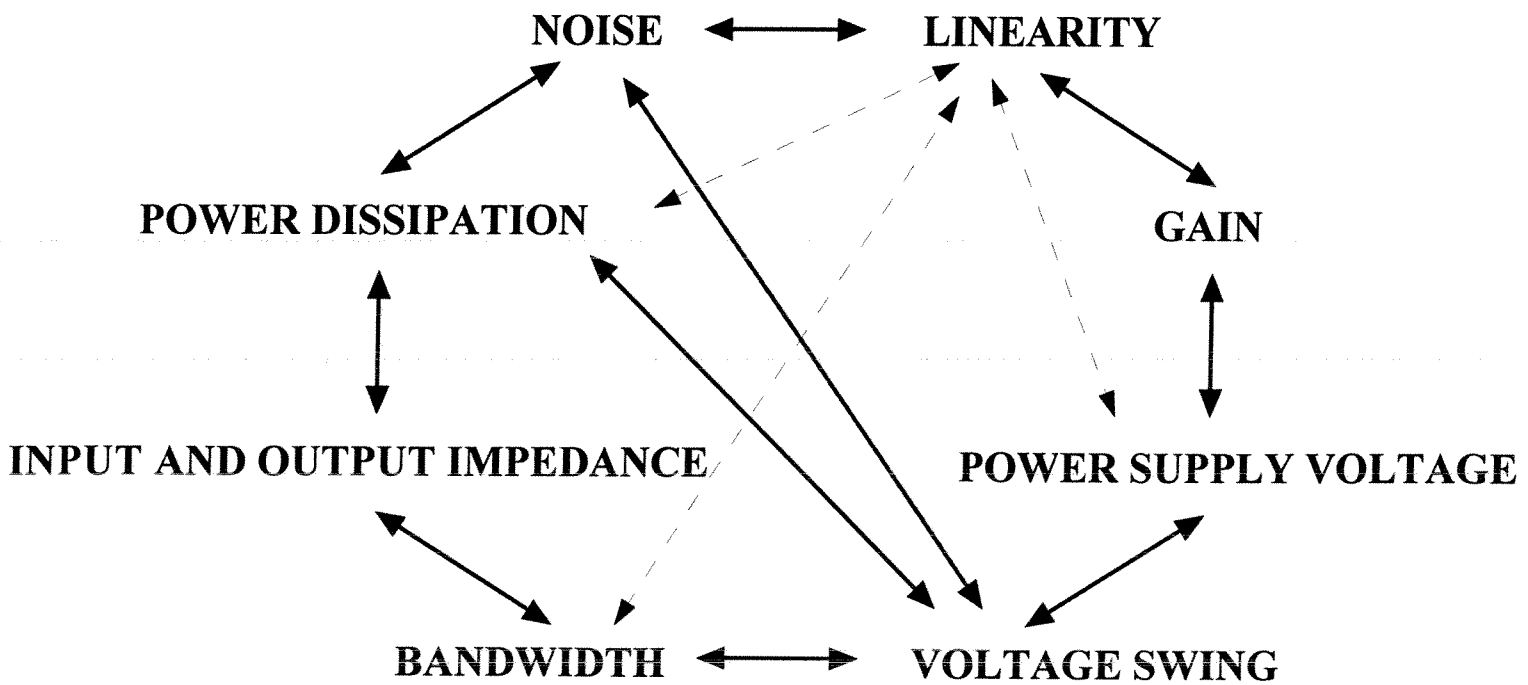 NOISE
LINEARITY
POWER DISSIPATION
GAIN
INPUT AND OUTPUT IMPEDANCE
POWER SUPPLY VOLTAGE
BANDWIDTH
VOLTAGE SWING